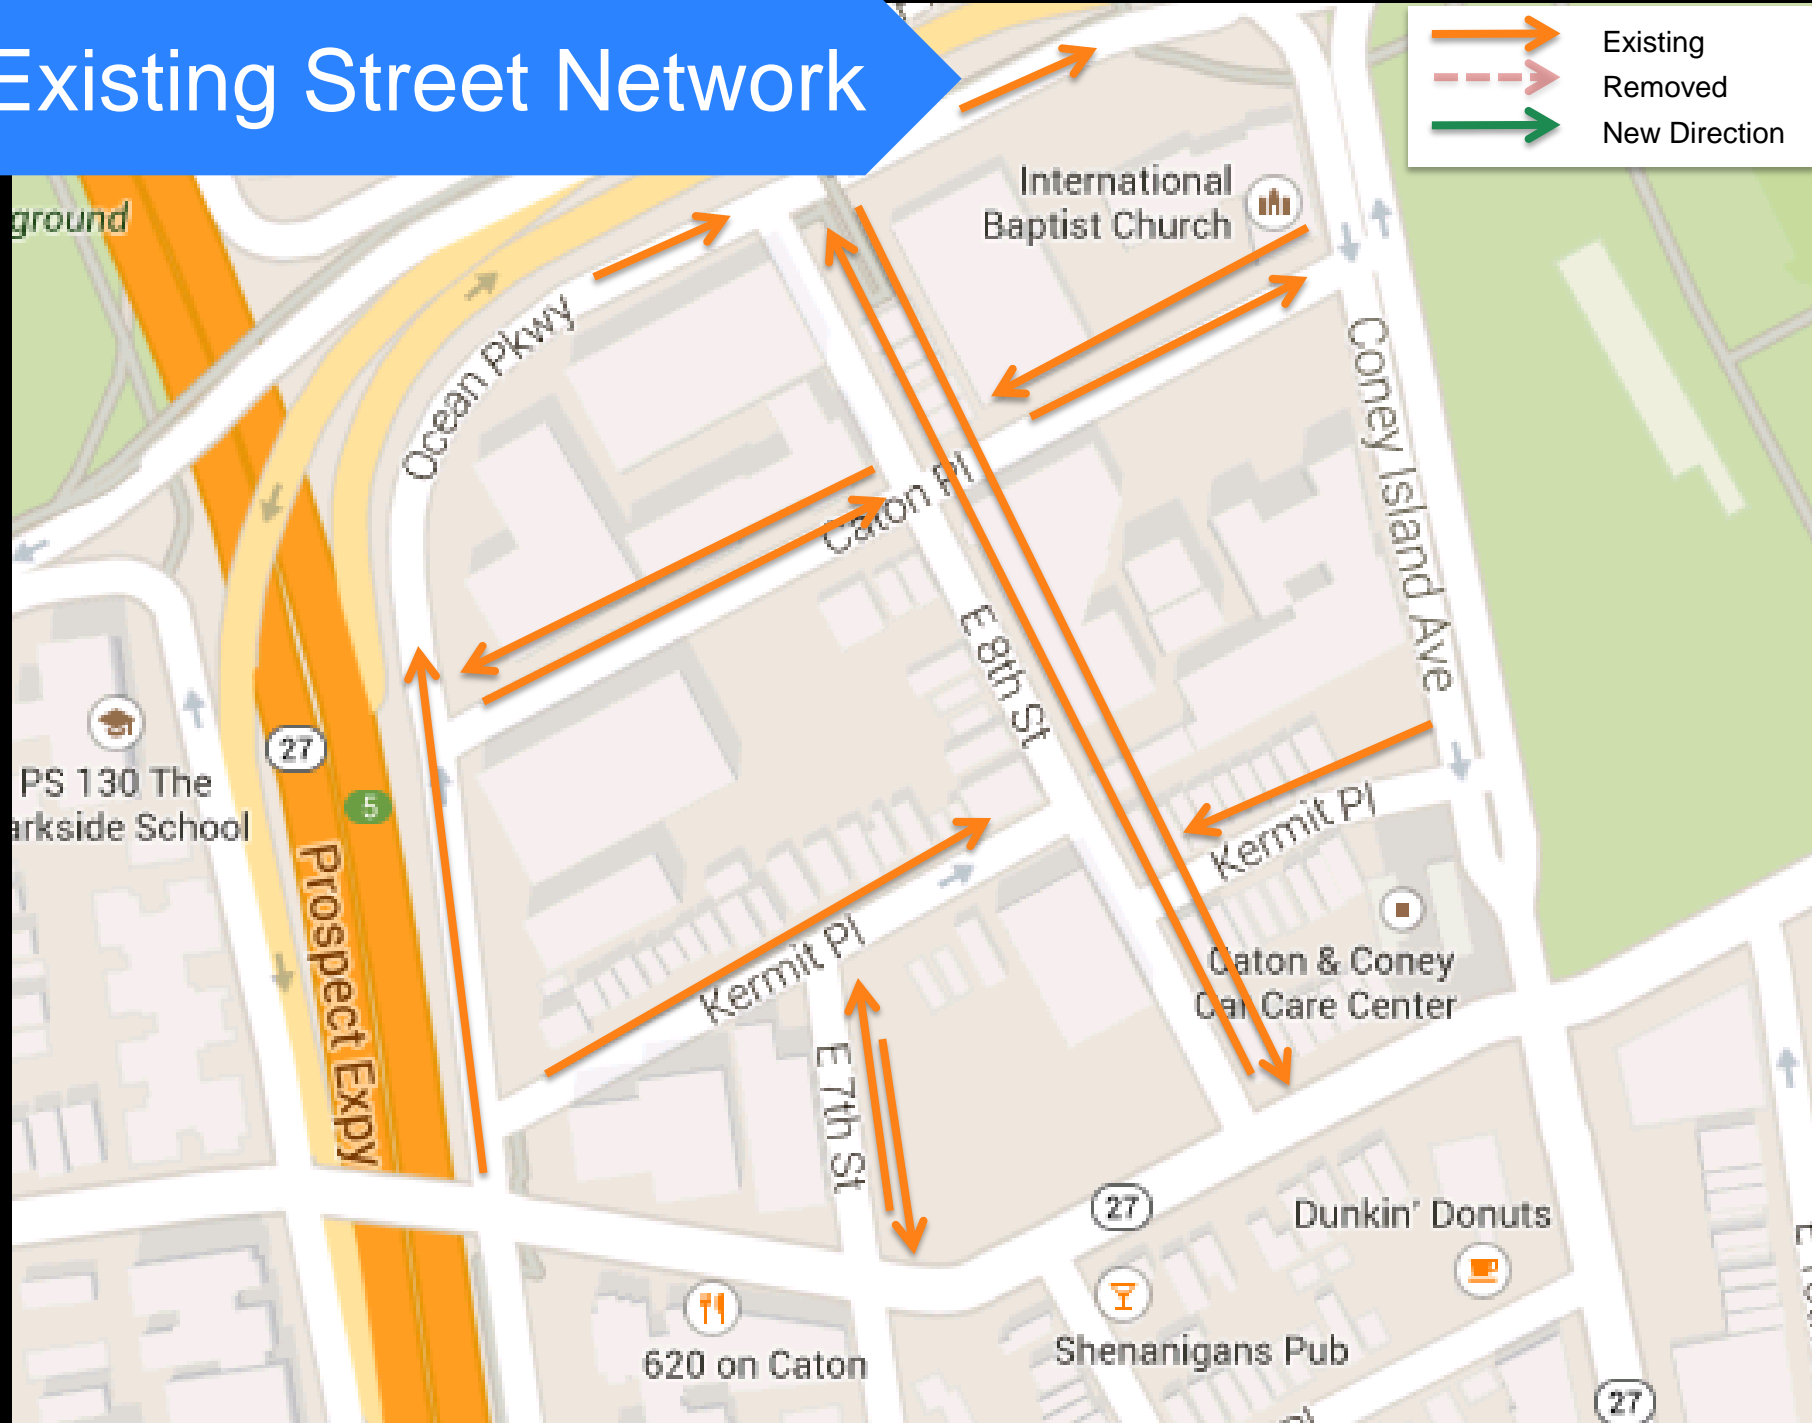 Existing Street Network
Existing
Removed
New Direction
International
Baptist Church
ground
Ocean Pkwy
Coney Island Ave
Caton Pl
E 8th St
27
5
PS 130 The
arkside School
Prospect Expy
Kermit Pl
Kermit Pl
Caton & Coney
Car Care Center
E 7th St
27
Dunkin' Donuts
620 on Caton
Shenanigans Pub
27